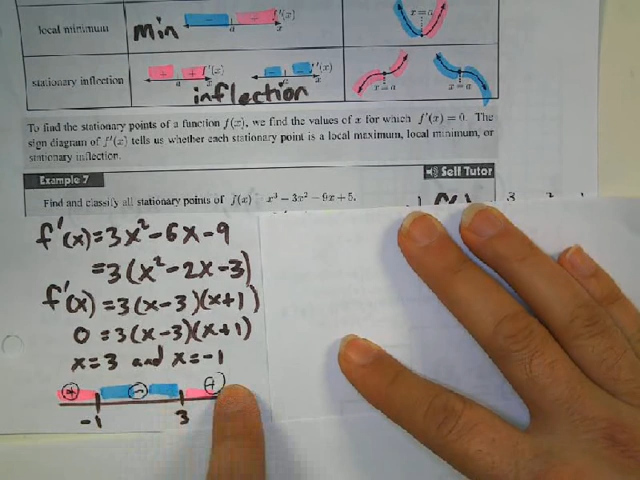 local minimum Min − + f'(x) a x x = a
stationary inflection + + f'(x) a x − − f'(x) a x x = a x = a
inflection
To find the stationary points of a function f(x), we find the values of x for which f'(x) = 0. The
sign diagram of f'(x) tells us whether each stationary point is a local maximum, local minimum, or
stationary inflection.
Example 7 Self Tutor
Find and classify all stationary points of f(x) = x³ − 3x² − 9x + 5.
f'(x)=3x²-6x-9
=3(x²-2x-3)
f'(x)=3(x-3)(x+1)
0=3(x-3)(x+1)
x=3 and x=-1
+ − +
-1 3